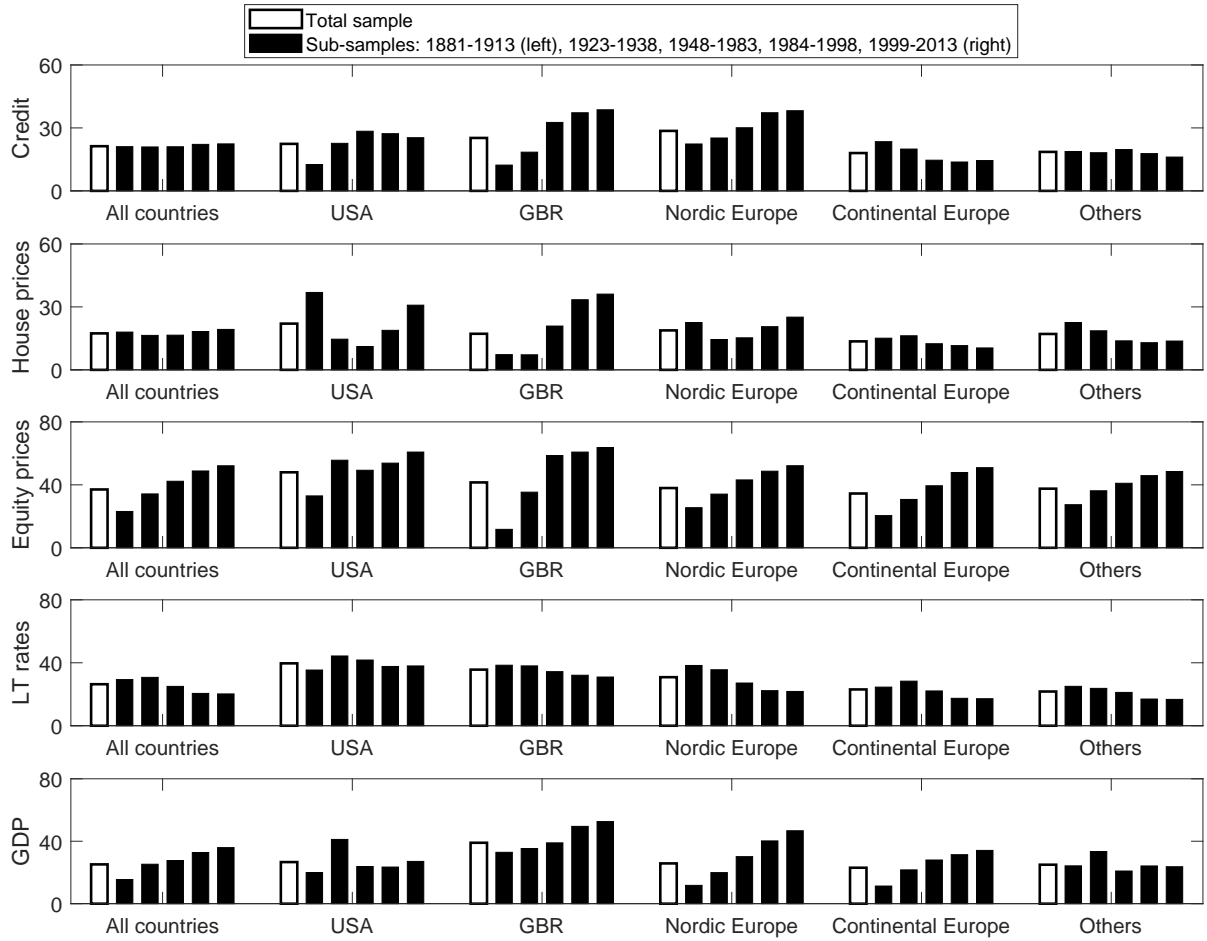 Total sample
Sub-samples: 1881-1913 (left), 1923-1938, 1948-1983, 1984-1998, 1999-2013 (right)
60
30
0
Credit
All countries USA GBR Nordic Europe Continental Europe Others
60
30
0
House prices
All countries USA GBR Nordic Europe Continental Europe Others
80
40
0
Equity prices
All countries USA GBR Nordic Europe Continental Europe Others
80
40
0
LT rates
All countries USA GBR Nordic Europe Continental Europe Others
80
40
0
GDP
All countries USA GBR Nordic Europe Continental Europe Others